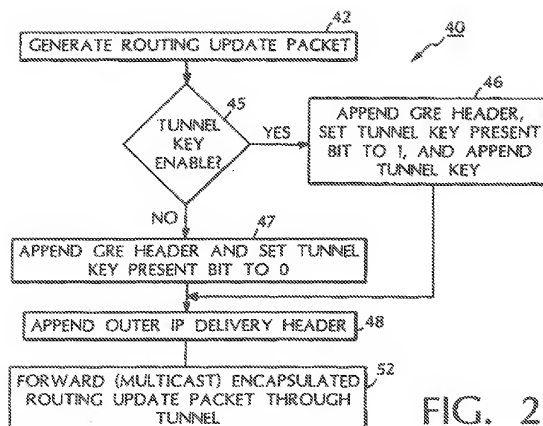 42
GENERATE ROUTING UPDATE PACKET
40
45
TUNNEL
KEY
ENABLE?
YES
46
APPEND GRE HEADER,
SET TUNNEL KEY PRESENT
BIT TO 1, AND APPEND
TUNNEL KEY
NO
47
APPEND GRE HEADER AND SET TUNNEL
KEY PRESENT BIT TO 0
APPEND OUTER IP DELIVERY HEADER
48
52
FORWARD (MULTICAST) ENCAPSULATED
ROUTING UPDATE PACKET THROUGH
TUNNEL
FIG. 2